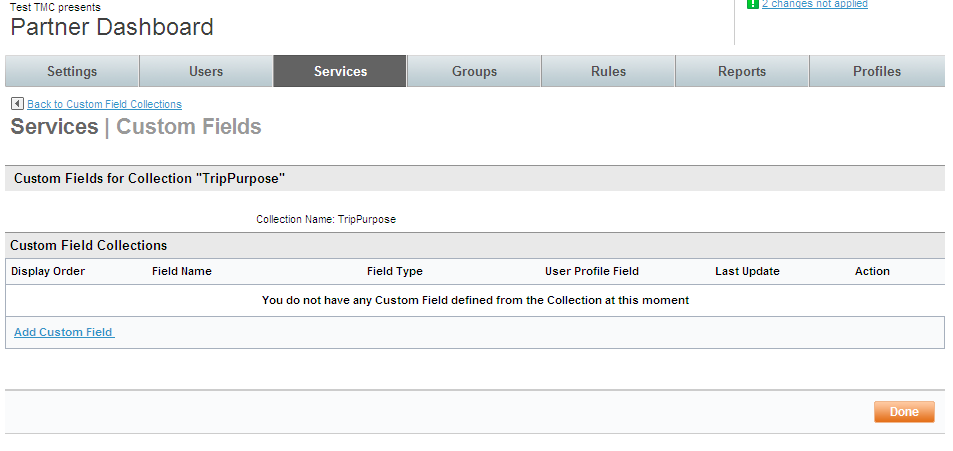 Test TMC presents
Partner Dashboard
2 changes not applied
Settings Users Services Groups Rules Reports Profiles
Back to Custom Field Collections
Services | Custom Fields
Custom Fields for Collection "TripPurpose"
Collection Name: TripPurpose
Custom Field Collections
Display Order Field Name Field Type User Profile Field Last Update Action
You do not have any Custom Field defined from the Collection at this moment
Add Custom Field
Done